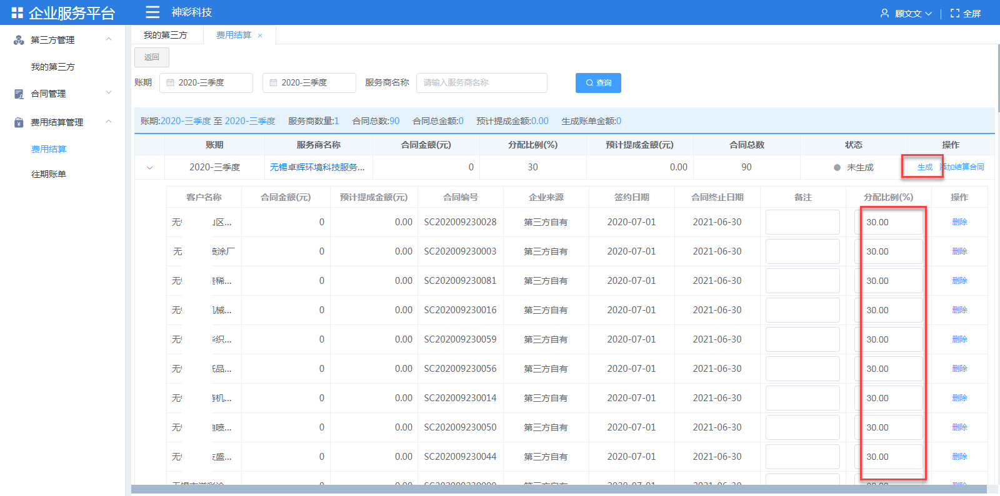 企业服务平台
神彩科技
顾文文
全屏
第三方管理
我的第三方
合同管理
费用结算管理
费用结算
往期账单
我的第三方
费用结算 ×
返回
账期 2020-三季度 2020-三季度 服务商名称 请输入服务商名称 查询
账期:2020-三季度 至 2020-三季度 服务商数量:1 合同总数:90 合同总金额:0 预计提成金额:0.00 生成账单金额:0
账期 服务商名称 合同金额(元) 分配比例(%) 预计提成金额(元) 合同总数 状态 操作
2020-三季度 无锡卓辉环境科技服务... 0 30 0.00 90 未生成 生成 添加结算合同
客户名称 合同金额(元) 预计提成金额(元) 合同编号 企业来源 签约日期 合同终止日期 备注 分配比例(%) 操作
无 区... 0 0.00 SC202009230028 第三方自有 2020-07-01 2021-06-30 30.00 删除
无 喷涂厂 0 0.00 SC202009230003 第三方自有 2020-07-01 2021-06-30 30.00 删除
无 稀... 0 0.00 SC202009230081 第三方自有 2020-07-01 2021-06-30 30.00 删除
无 机械... 0 0.00 SC202009230016 第三方自有 2020-07-01 2021-06-30 30.00 删除
无 织... 0 0.00 SC202009230059 第三方自有 2020-07-01 2021-06-30 30.00 删除
无 纸品... 0 0.00 SC202009230056 第三方自有 2020-07-01 2021-06-30 30.00 删除
无 机... 0 0.00 SC202009230014 第三方自有 2020-07-01 2021-06-30 30.00 删除
无 喷... 0 0.00 SC202009230050 第三方自有 2020-07-01 2021-06-30 30.00 删除
无 盛... 0 0.00 SC202009230044 第三方自有 2020-07-01 2021-06-30 30.00 删除